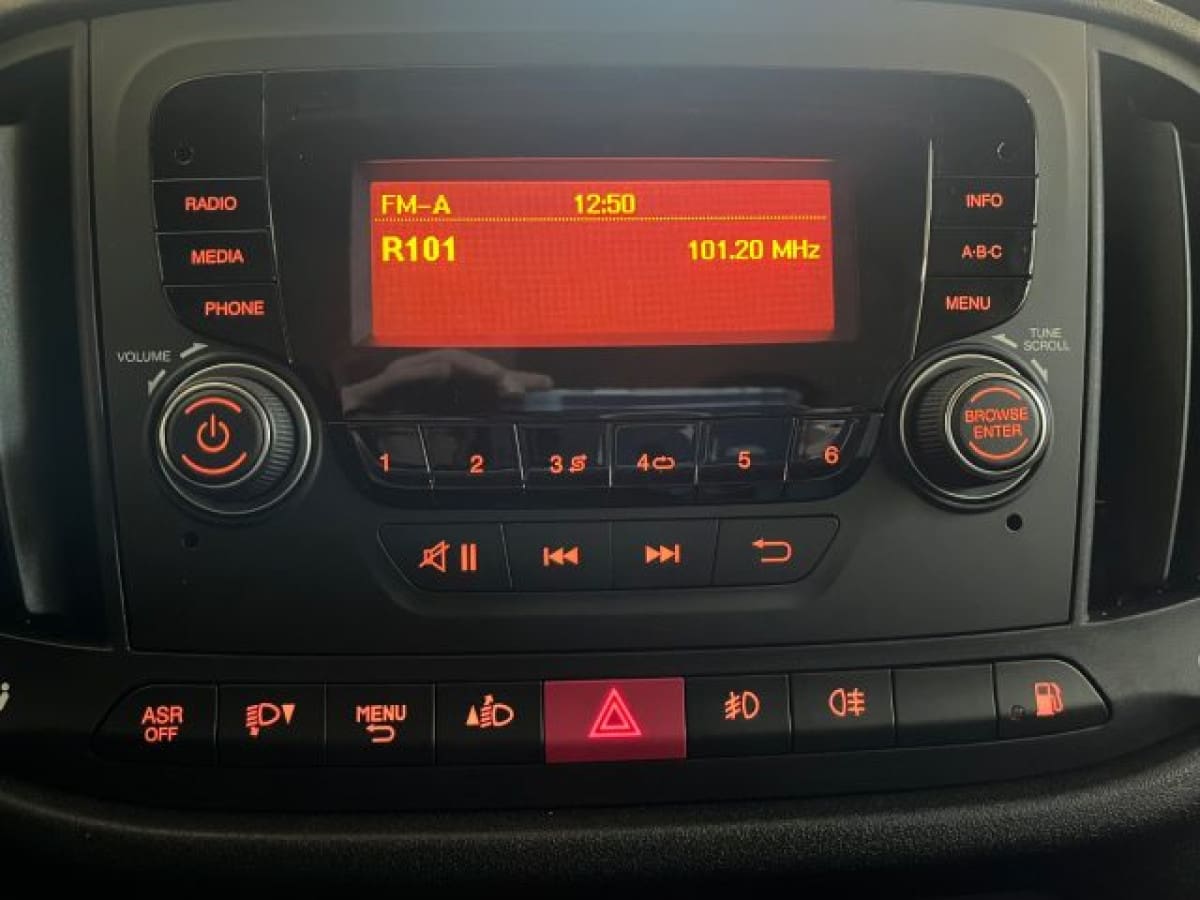 FM-A 12:50
R101 101.20 MHz
RADIO
MEDIA
PHONE
INFO
A·B·C
MENU
VOLUME
TUNE
SCROLL
BROWSE
ENTER
1 2 3 4 5 6
ASR
OFF
MENU